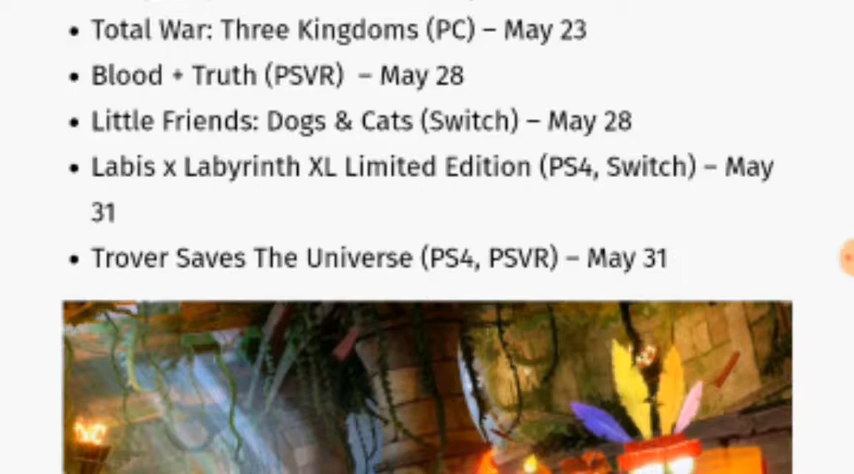 Total War: Three Kingdoms (PC) – May 23
Blood + Truth (PSVR) – May 28
Little Friends: Dogs & Cats (Switch) – May 28
Labis x Labyrinth XL Limited Edition (PS4, Switch) – May
31
Trover Saves The Universe (PS4, PSVR) – May 31